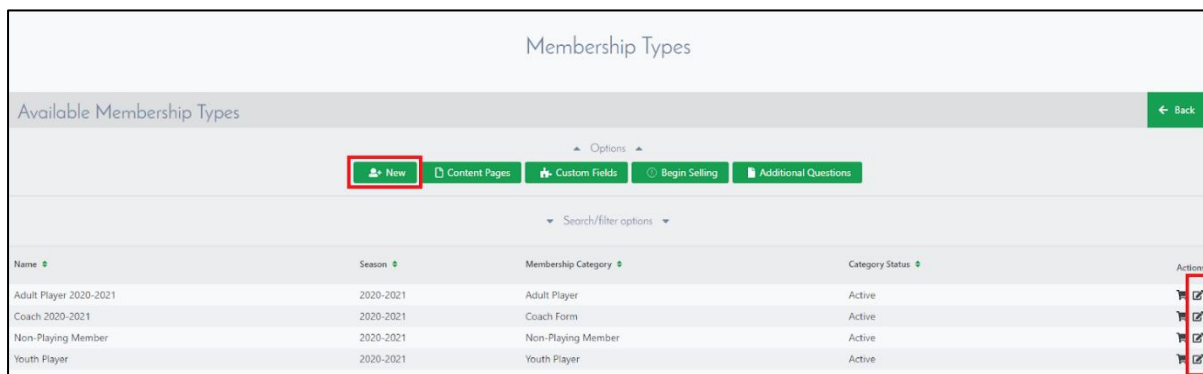 Membership Types
Available Membership Types
Back
Options
New Content Pages Custom Fields Begin Selling Additional Questions
Search/filter options
Name Season Membership Category Category Status Actions
Adult Player 2020-2021 2020-2021 Adult Player Active
Coach 2020-2021 2020-2021 Coach Form Active
Non-Playing Member 2020-2021 Non-Playing Member Active
Youth Player 2020-2021 Youth Player Active